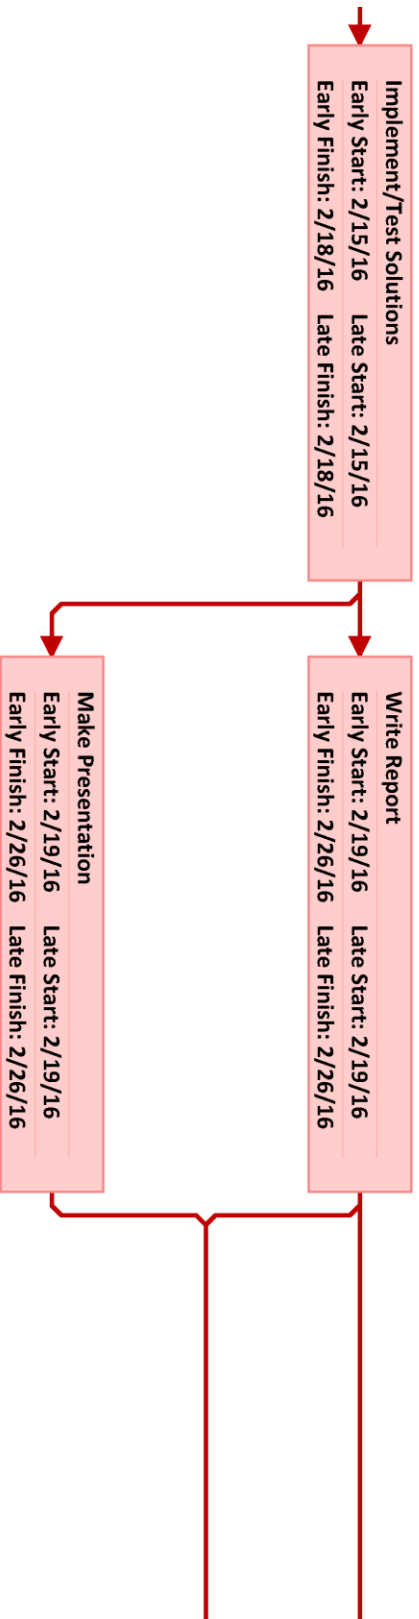 Implement/Test Solutions
Early Start: 2/15/16 Late Start: 2/15/16
Early Finish: 2/18/16 Late Finish: 2/18/16
Write Report
Early Start: 2/19/16 Late Start: 2/19/16
Early Finish: 2/26/16 Late Finish: 2/26/16
Make Presentation
Early Start: 2/19/16 Late Start: 2/19/16
Early Finish: 2/26/16 Late Finish: 2/26/16